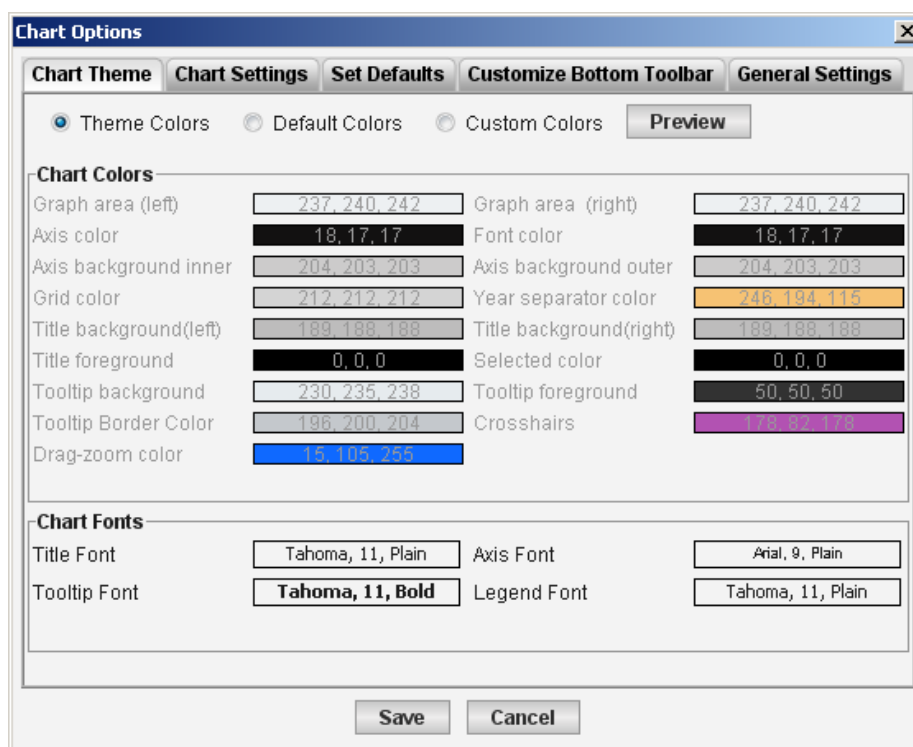 Chart Options
Chart Theme Chart Settings Set Defaults Customize Bottom Toolbar General Settings
Theme Colors Default Colors Custom Colors Preview
Chart Colors
Graph area (left) 237, 240, 242 Graph area (right) 237, 240, 242
Axis color 18, 17, 17 Font color 18, 17, 17
Axis background inner 204, 203, 203 Axis background outer 204, 203, 203
Grid color 212, 212, 212 Year separator color 246, 194, 115
Title background(left) 189, 188, 188 Title background(right) 189, 188, 188
Title foreground 0, 0, 0 Selected color 0, 0, 0
Tooltip background 230, 235, 238 Tooltip foreground 50, 50, 50
Tooltip Border Color 196, 200, 204 Crosshairs 178, 82, 178
Drag-zoom color 15, 105, 255
Chart Fonts
Title Font Tahoma, 11, Plain Axis Font Arial, 9, Plain
Tooltip Font Tahoma, 11, Bold Legend Font Tahoma, 11, Plain
Save Cancel